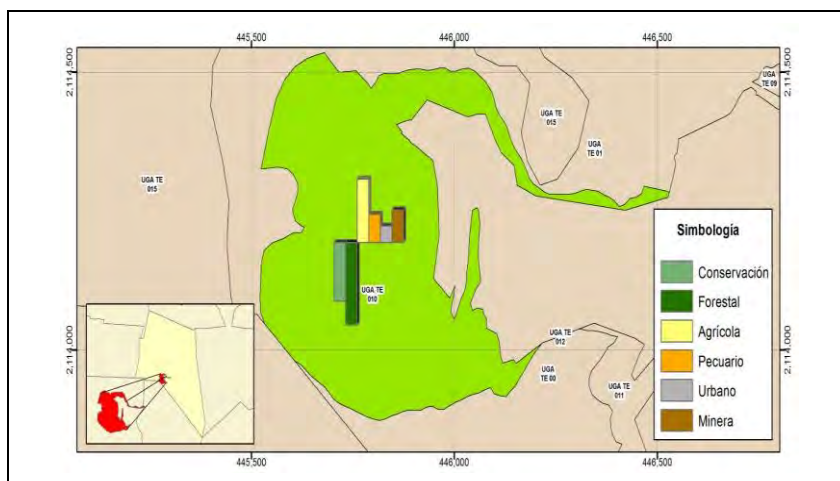 445,500
446,000
446,500
2,114,500
2,114,500
UGA
TE 09
UGA TE
015
UGA
TE 01
UGA TE
015
UGA TE
010
Simbología
Conservación
Forestal
Agrícola
Pecuario
Urbano
Minera
2,114,000
2,114,000
UGA TE
012
UGA
TE 00
UGA TE
011
445,500
446,000
446,500